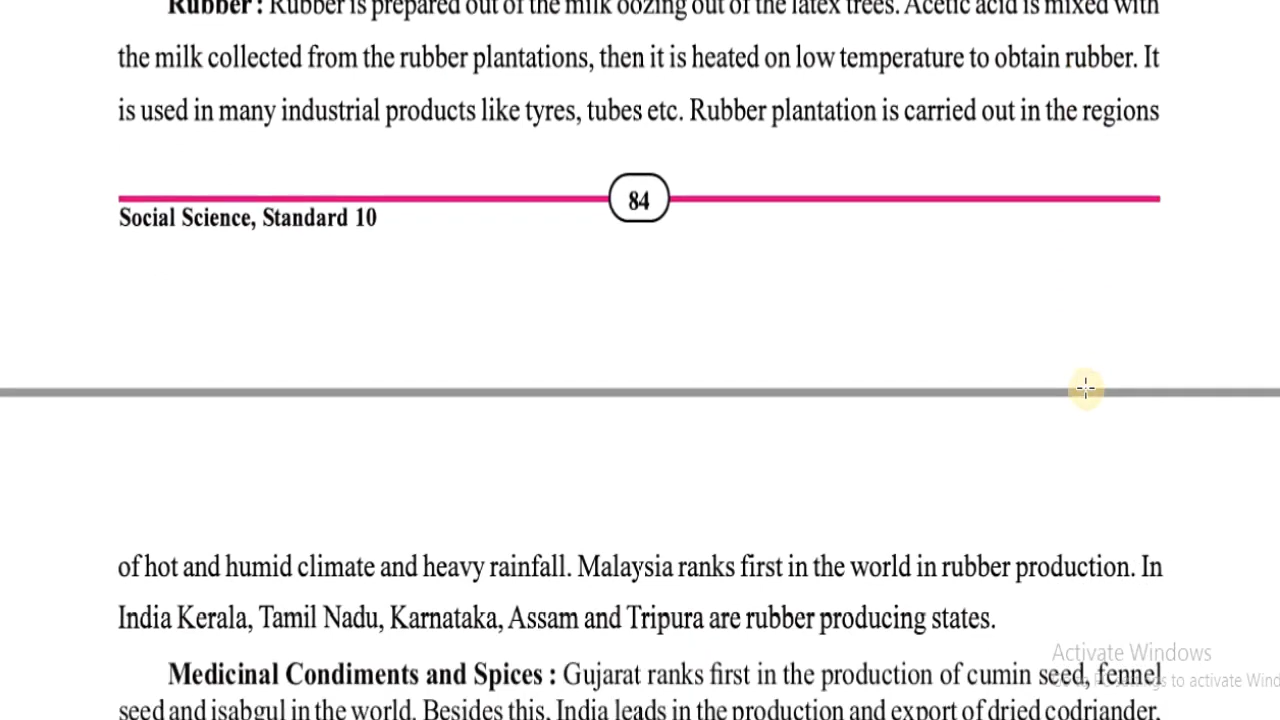 Rubber : Rubber is prepared out of the milk oozing out of the latex trees. Acetic acid is mixed with
the milk collected from the rubber plantations, then it is heated on low temperature to obtain rubber. It
is used in many industrial products like tyres, tubes etc. Rubber plantation is carried out in the regions
84
Social Science, Standard 10
of hot and humid climate and heavy rainfall. Malaysia ranks first in the world in rubber production. In
India Kerala, Tamil Nadu, Karnataka, Assam and Tripura are rubber producing states.
Activate Windows
Medicinal Condiments and Spices : Gujarat ranks first in the production of cumin seed, fennel
to activate Wind
seed and isabgul in the world. Besides this, India leads in the production and export of dried codriander,